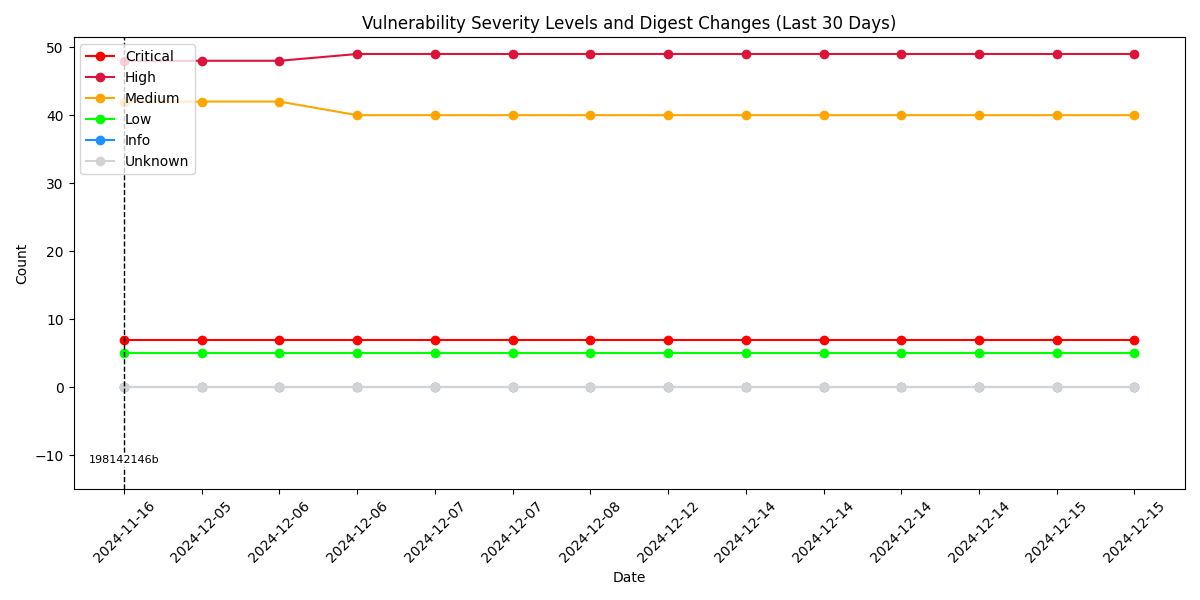 Vulnerability Severity Levels and Digest Changes (Last 30 Days)
Critical
High
Medium
Low
Info
Unknown
50
40
30
20
10
0
−10
Count
198142146b
2024-11-16
2024-12-05
2024-12-06
2024-12-06
2024-12-07
2024-12-07
2024-12-08
2024-12-12
2024-12-14
2024-12-14
2024-12-14
2024-12-14
2024-12-15
2024-12-15
Date